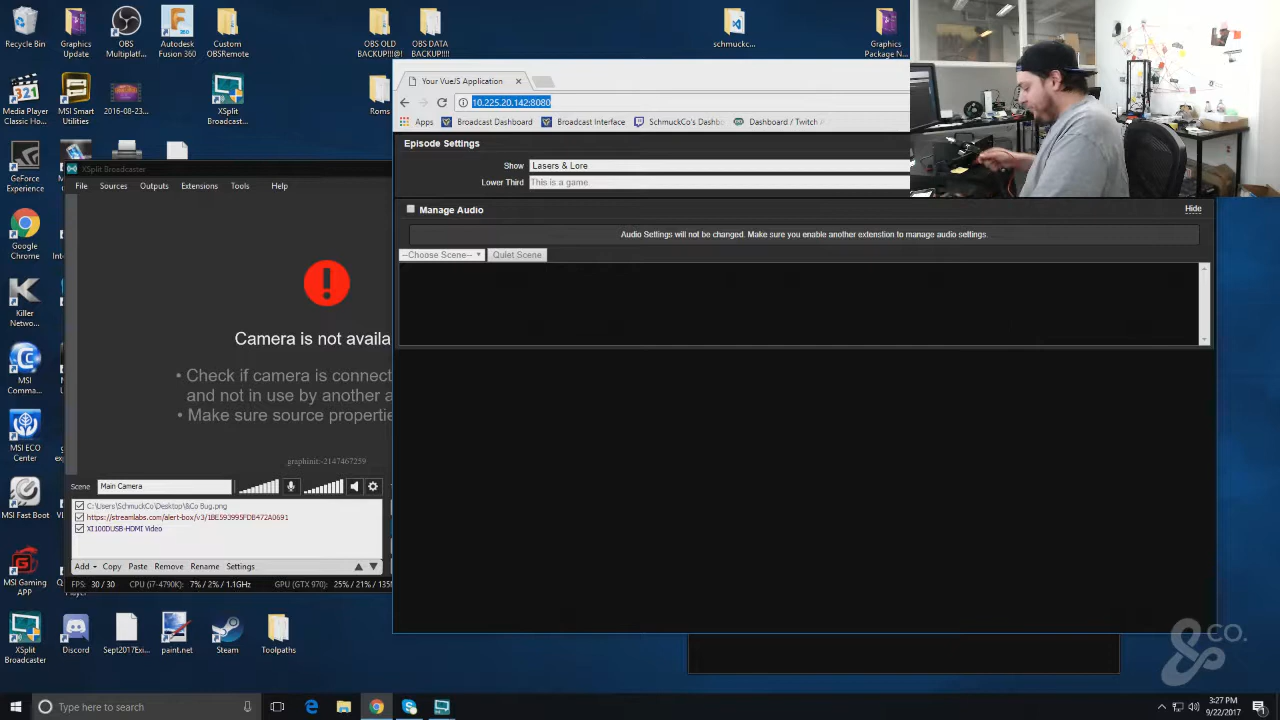 Recycle Bin
Graphics Update
OBS Multiplatf...
Autodesk Fusion 360
Custom OBSRemote
OBS OLD BACKUP!!!@!
OBS DATA BACKUP!!!!
schmuckc...
Graphics Package N...
Media Player Classic Ho...
MSI Smart Utilities
2016-08-23...
XSplit Broadcast...
Roms
GeForce Experience
Google Chrome
Killer Netwo...
MSI Comma...
MSI ECO Center
MSI Fast Boot
MSI Gaming APP
XSplit Broadcaster
Discord
Sept2017Exi...
paint.net
Steam
Toolpaths
Your VueJS Application
10.225.20.142:8080
Apps
Broadcast Dashboard
Broadcast Interface
SchmuckCo's Dashb
Dashboard / Twitch A
Episode Settings
Show
Lasers & Lore
Lower Third
This is a game
Manage Audio
Hide
Audio Settings will not be changed. Make sure you enable another extenstion to manage audio settings.
--Choose Scene--
Quiet Scene
XSplit Broadcaster
File Sources Outputs Extensions Tools Help
Camera is not availa
• Check if camera is connect
and not in use by another a
• Make sure source propertie
graphinit:-2147467259
Scene
Main Camera
C:\Users\SchmuckCo\Desktop\&Co Bug.png
https://streamlabs.com/alert-box/v3/1BE593995FDB472A0691
XI100DUSB-HDMI Video
Add Copy Paste Remove Rename Settings
FPS: 30 / 30 CPU (i7-4790K): 7% / 2% / 1.1GHz GPU (GTX 970): 25% / 21% / 135
& CO.
Type here to search
3:27 PM
9/22/2017